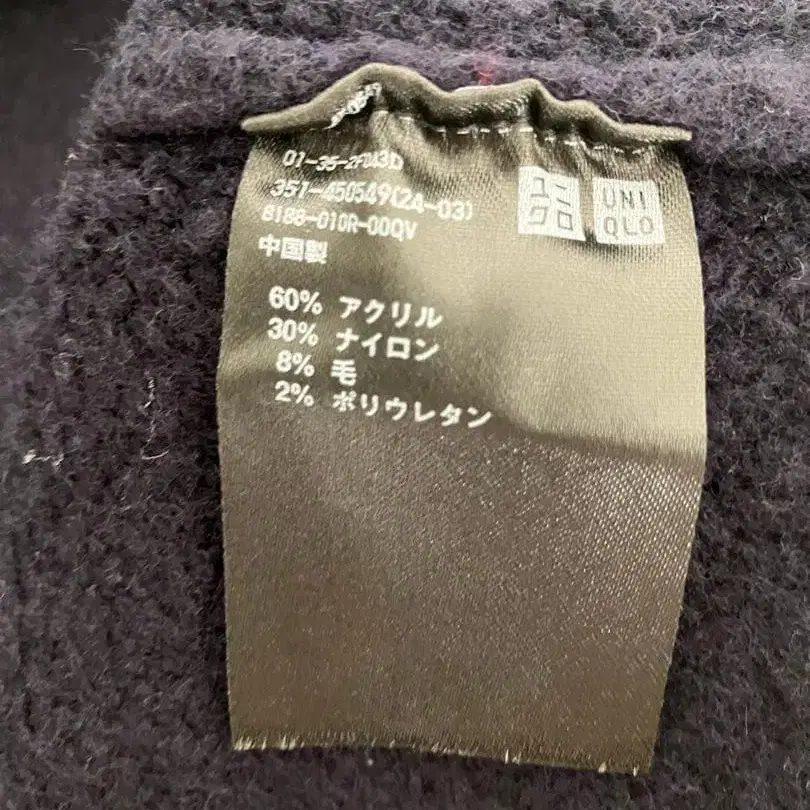 01-35-2F043D
351-450549(24-03)
8188-010R-00QV
中国製
ユニ
クロ
UNI
QLO
60% アクリル
30% ナイロン
8% 毛
2% ポリウレタン